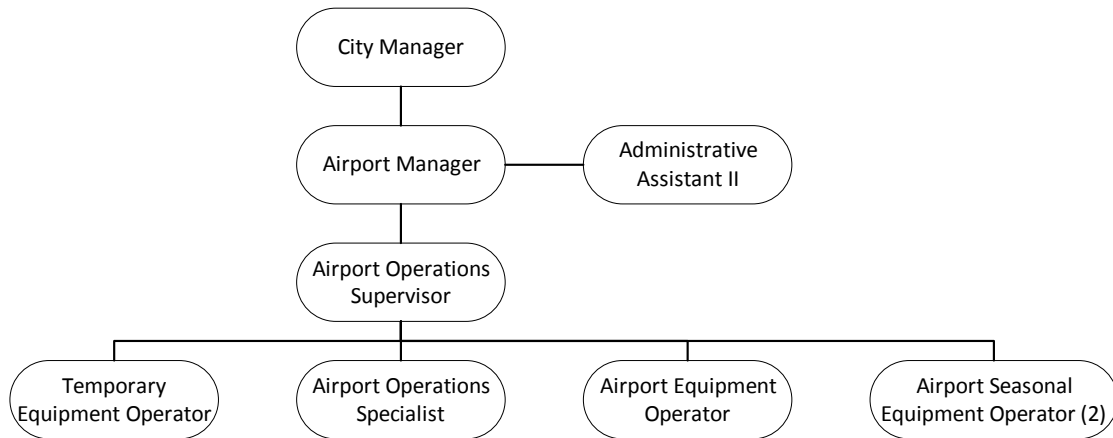 City Manager
Airport Manager
Administrative
Assistant II
Airport Operations
Supervisor
Temporary
Equipment Operator
Airport Operations
Specialist
Airport Equipment
Operator
Airport Seasonal
Equipment Operator (2)